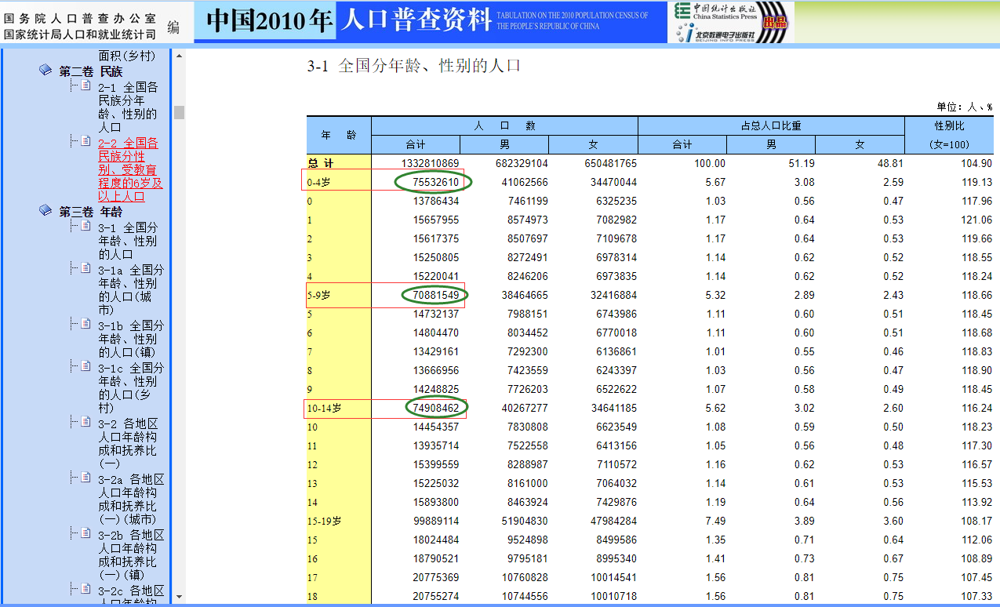 国务院人口普查办公室
国家统计局人口和就业统计司
编
中国2010年
人口普查资料
TABULATION ON THE 2010 POPULATION CENSUS OF
THE PEOPLE'S REPUBLIC OF CHINA
中国统计出版社
China Statistics Press
北京数通电子出版社
BEIJING INFO PRESS
出品
面积(乡村)
第二卷 民族
2-1 全国各
民族分年
龄、性别的
人口
2-2 全国各
民族分性
别、受教育
程度的6岁及
以上人口
第三卷 年龄
3-1 全国分
年龄、性别
的人口
3-1a 全国分
年龄、性别
的人口(城
市)
3-1b 全国分
年龄、性别
的人口(镇)
3-1c 全国分
年龄、性别
的人口(乡
村)
3-2 各地区
人口年龄构
成和抚养比
(一)
3-2a 各地区
人口年龄构
成和抚养比
(一)(城市)
3-2b 各地区
人口年龄构
成和抚养比
(一)(镇)
3-2c 各地区
人口年龄构
3-1 全国分年龄、性别的人口
单位：人、%
年 龄 人 口 数 占总人口比重 性别比
合计 男 女 合计 男 女 (女=100)
总 计 1332810869 682329104 650481765 100.00 51.19 48.81 104.90
0-4岁 75532610 41062566 34470044 5.67 3.08 2.59 119.13
0 13786434 7461199 6325235 1.03 0.56 0.47 117.96
1 15657955 8574973 7082982 1.17 0.64 0.53 121.06
2 15617375 8507697 7109678 1.17 0.64 0.53 119.66
3 15250805 8272491 6978314 1.14 0.62 0.52 118.55
4 15220041 8246206 6973835 1.14 0.62 0.52 118.24
5-9岁 70881549 38464665 32416884 5.32 2.89 2.43 118.66
5 14732137 7988151 6743986 1.11 0.60 0.51 118.45
6 14804470 8034452 6770018 1.11 0.60 0.51 118.68
7 13429161 7292300 6136861 1.01 0.55 0.46 118.83
8 13666956 7423559 6243397 1.03 0.56 0.47 118.90
9 14248825 7726203 6522622 1.07 0.58 0.49 118.45
10-14岁 74908462 40267277 34641185 5.62 3.02 2.60 116.24
10 14454357 7830808 6623549 1.08 0.59 0.50 118.23
11 13935714 7522558 6413156 1.05 0.56 0.48 117.30
12 15399559 8288987 7110572 1.16 0.62 0.53 116.57
13 15225032 8161000 7064032 1.14 0.61 0.53 115.53
14 15893800 8463924 7429876 1.19 0.64 0.56 113.92
15-19岁 99889114 51904830 47984284 7.49 3.89 3.60 108.17
15 18024484 9524898 8499586 1.35 0.71 0.64 112.06
16 18790521 9795181 8995340 1.41 0.73 0.67 108.89
17 20775369 10760828 10014541 1.56 0.81 0.75 107.45
18 20755274 10744556 10010718 1.56 0.81 0.75 107.33